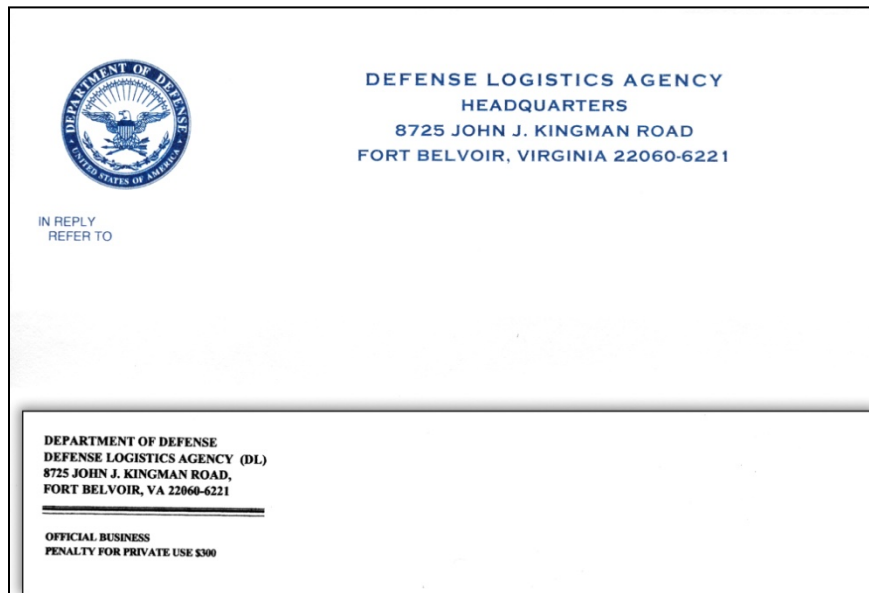 DEPARTMENT OF DEFENSE
UNITED STATES OF AMERICA
DEFENSE LOGISTICS AGENCY
HEADQUARTERS
8725 JOHN J. KINGMAN ROAD
FORT BELVOIR, VIRGINIA 22060-6221
IN REPLY
REFER TO
DEPARTMENT OF DEFENSE
DEFENSE LOGISTICS AGENCY (DL)
8725 JOHN J. KINGMAN ROAD,
FORT BELVOIR, VA 22060-6221
OFFICIAL BUSINESS
PENALTY FOR PRIVATE USE $300